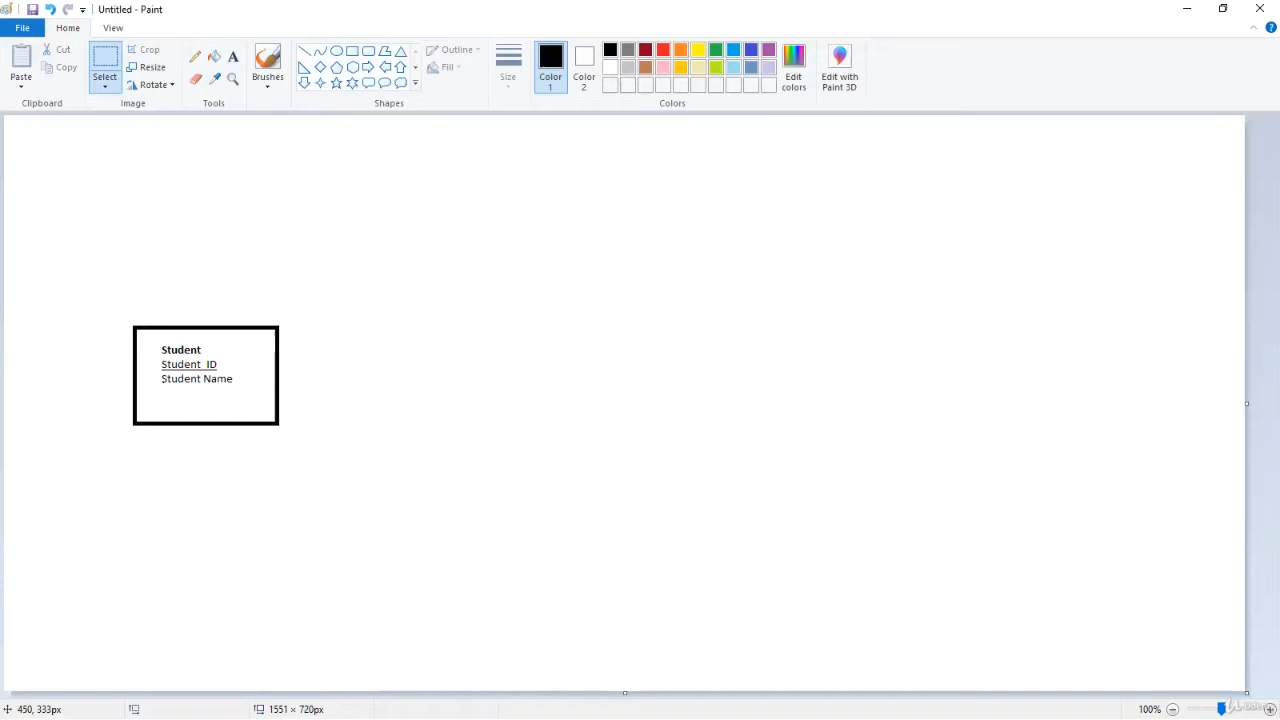 Untitled - Paint
File
Home
View
Paste
Cut
Copy
Clipboard
Select
Crop
Resize
Rotate
Image
Tools
Brushes
Shapes
Outline
Fill
Size
Color 1
Color 2
Colors
Edit colors
Edit with Paint 3D
Student
Student_ID
Student Name
450, 333px
1551 × 720px
100%